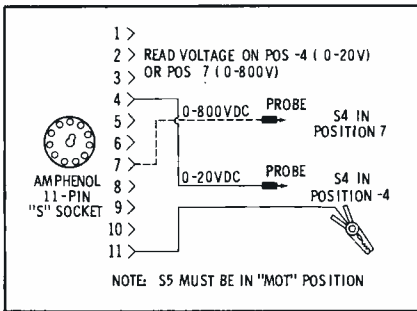 1 >
2 > READ VOLTAGE ON POS -4 ( 0-20V)
3 > OR POS 7 ( 0-800V)
4 >
5 >
6 >
7 >
8 >
9 >
10 >
11 >
0-800VDC PROBE
S4 IN
POSITION 7
0-20VDC PROBE
S4 IN
POSITION -4
AMPHENOL
11-PIN
"S" SOCKET
NOTE: S5 MUST BE IN "MOT" POSITION